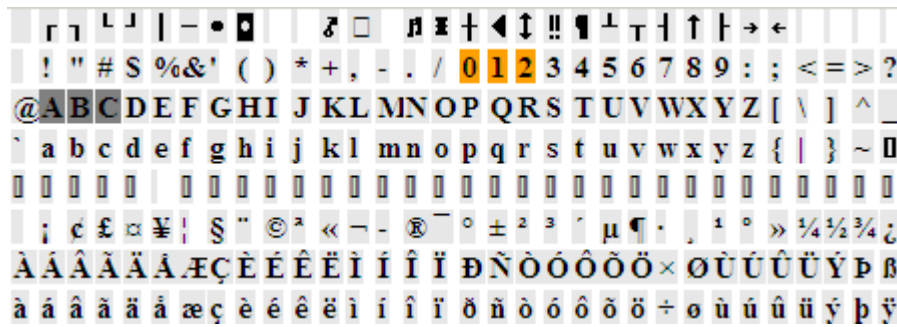 ┌ ┐ └ ┘ │ ─ • ◘ ♪ □ ♫ ┼ ◄ ↕ ‼ ¶ ┴ ┬ ┤ ↑ ├ → ←
! " # $ % & ' ( ) * + , - . / 0 1 2 3 4 5 6 7 8 9 : ; < = > ?
@ A B C D E F G H I J K L M N O P Q R S T U V W X Y Z [ \ ] ^ _
` a b c d e f g h i j k l m n o p q r s t u v w x y z { | } ~
¡ ¢ £ ¤ ¥ ¦ § ¨ © ª « ¬ - ® ¯ ° ± ² ³ ´ µ ¶ · ¸ ¹ º » ¼ ½ ¾ ¿
À Á Â Ã Ä Å Æ Ç È É Ê Ë Ì Í Î Ï Ð Ñ Ò Ó Ô Õ Ö × Ø Ù Ú Û Ü Ý Þ ß
à á â ã ä å æ ç è é ê ë ì í î ï ð ñ ò ó ô õ ö ÷ ø ù ú û ü ý þ ÿ